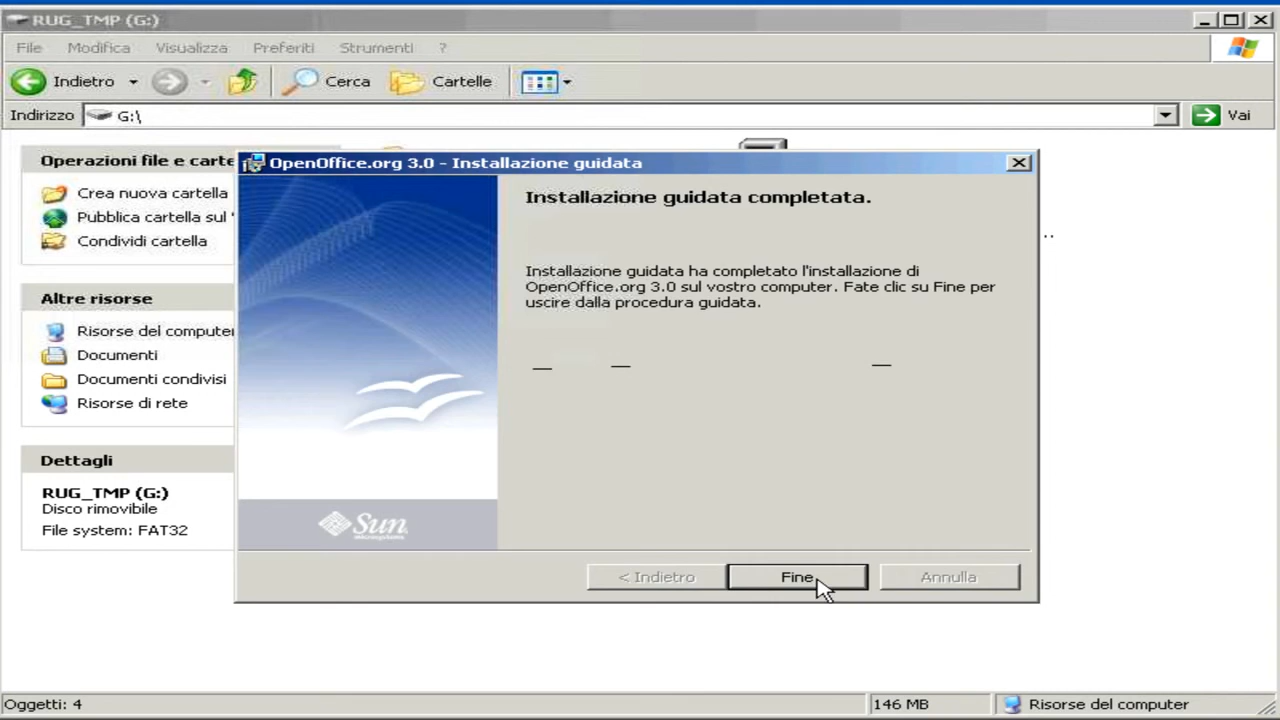 RUG_TMP (G:)
File Modifica Visualizza Preferiti Strumenti ?
Indietro Cerca Cartelle
Indirizzo G:\ Vai
Operazioni file e carte
Crea nuova cartella
Pubblica cartella sul '
Condividi cartella
Altre risorse
Risorse del computer
Documenti
Documenti condivisi
Risorse di rete
Dettagli
RUG_TMP (G:)
Disco rimovibile
File system: FAT32
OpenOffice.org 3.0 - Installazione guidata
Installazione guidata completata.
Installazione guidata ha completato l'installazione di
OpenOffice.org 3.0 sul vostro computer. Fate clic su Fine per
uscire dalla procedura guidata.
Sun
microsystems
< Indietro Fine Annulla
..
Oggetti: 4 146 MB Risorse del computer